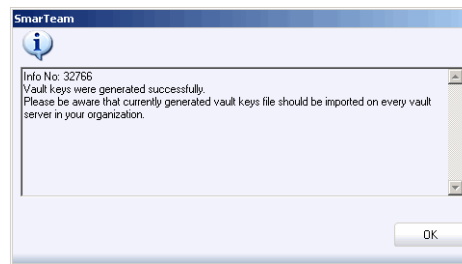 SmarTeam
Info No: 32766
Vault keys were generated successfully.
Please be aware that currently generated vault keys file should be imported on every vault
server in your organization.
OK